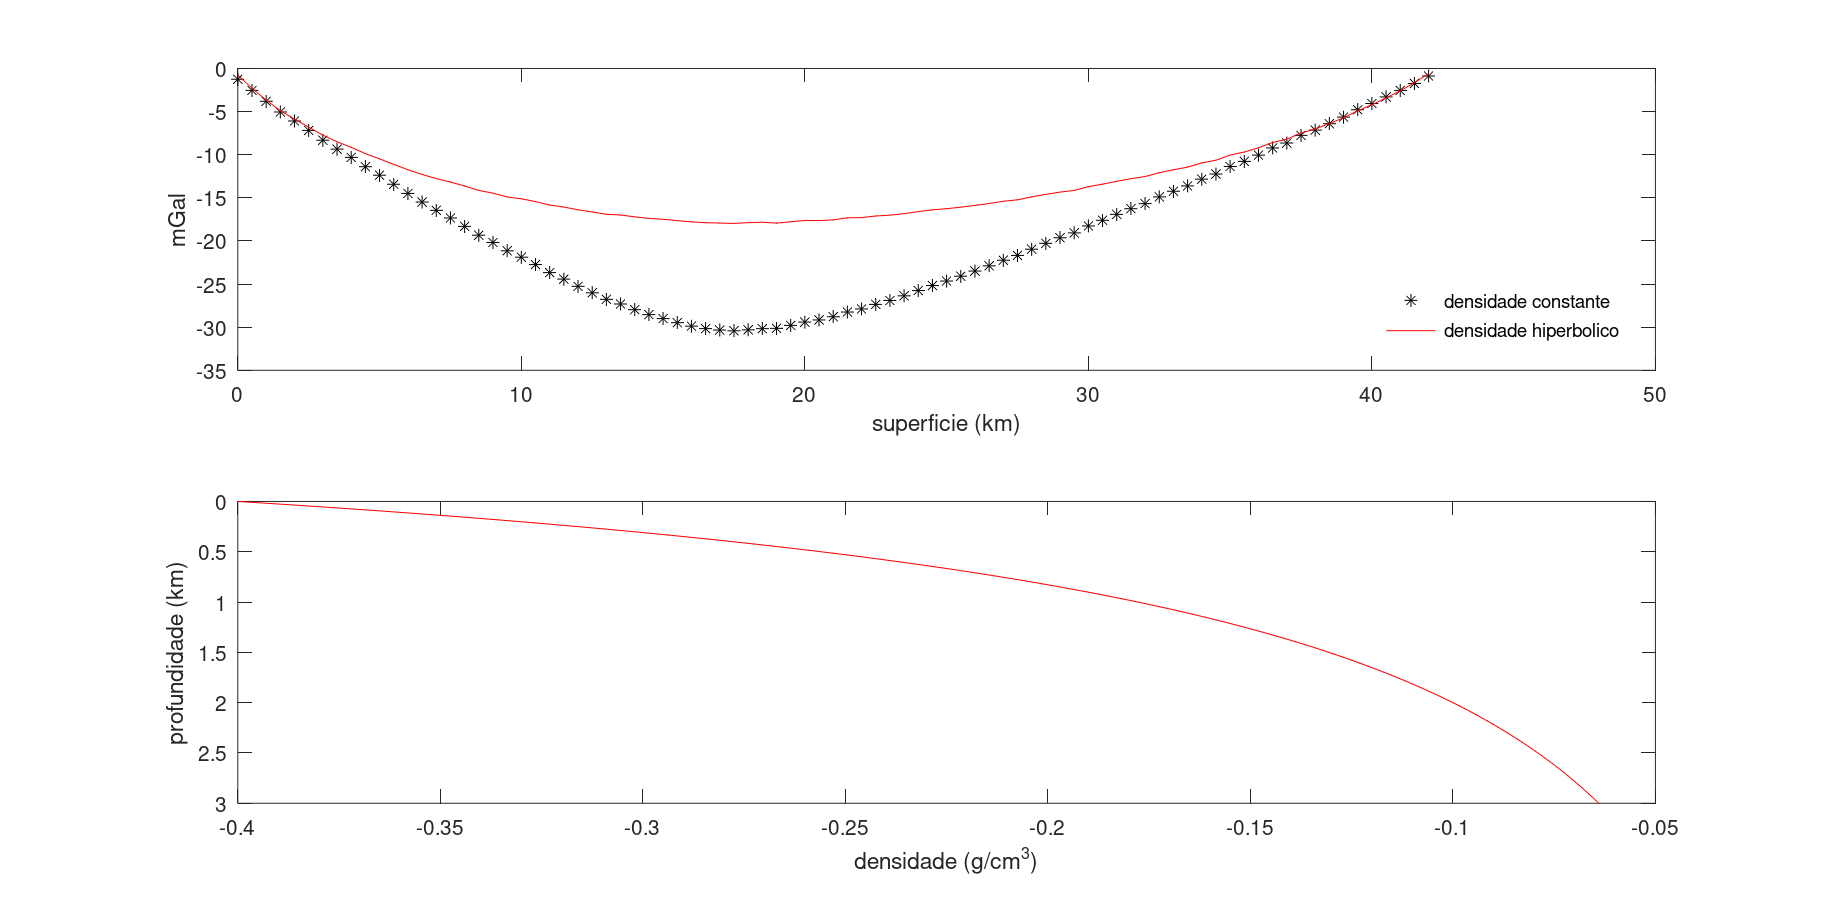 0
-5
-10
-15
-20
-25
-30
-35
mGal
0 10 20 30 40 50
superficie (km)
densidade constante
densidade hiperbolico
0
0.5
1
1.5
2
2.5
3
profundidade (km)
-0.4 -0.35 -0.3 -0.25 -0.2 -0.15 -0.1 -0.05
densidade (g/cm³)